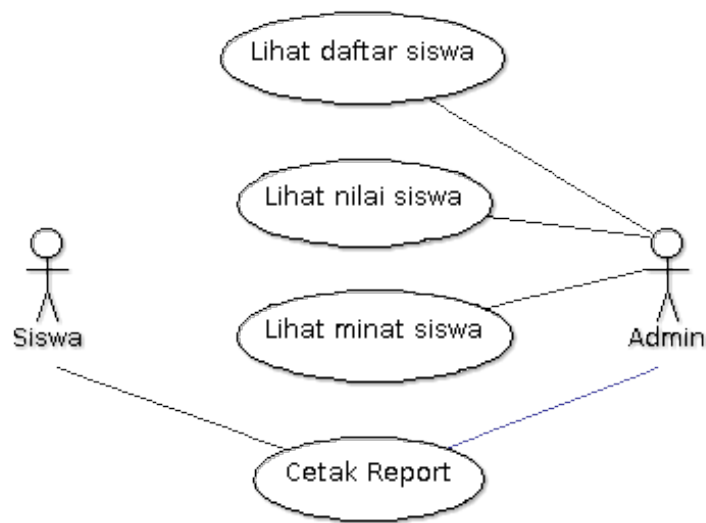 Lihat daftar siswa
Lihat nilai siswa
Lihat minat siswa
Siswa
Admin
Cetak Report